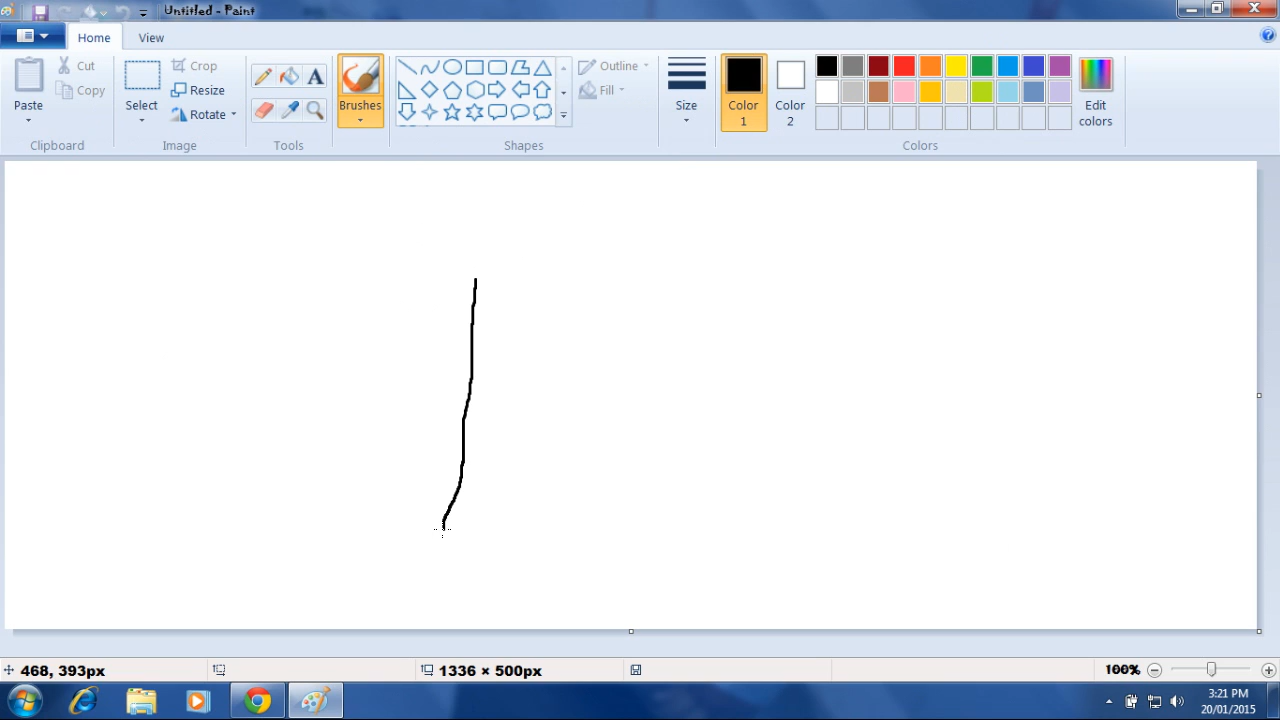 Untitled - Paint
Home View
Paste
Cut
Copy
Clipboard
Select
Crop
Resize
Rotate
Image
A
Tools
Brushes
Shapes
Outline
Fill
Size
Color 1
Color 2
Edit colors
Colors
468, 393px
1336 × 500px
100%
3:21 PM
20/01/2015